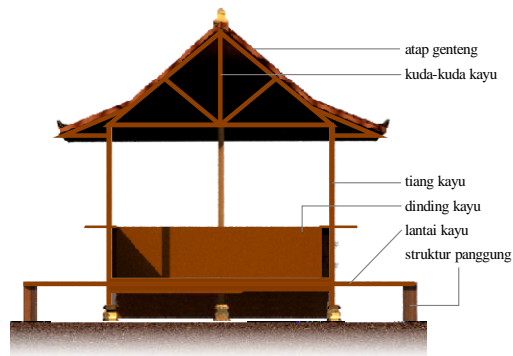 atap genteng
kuda-kuda kayu
tiang kayu
dinding kayu
lantai kayu
struktur panggung